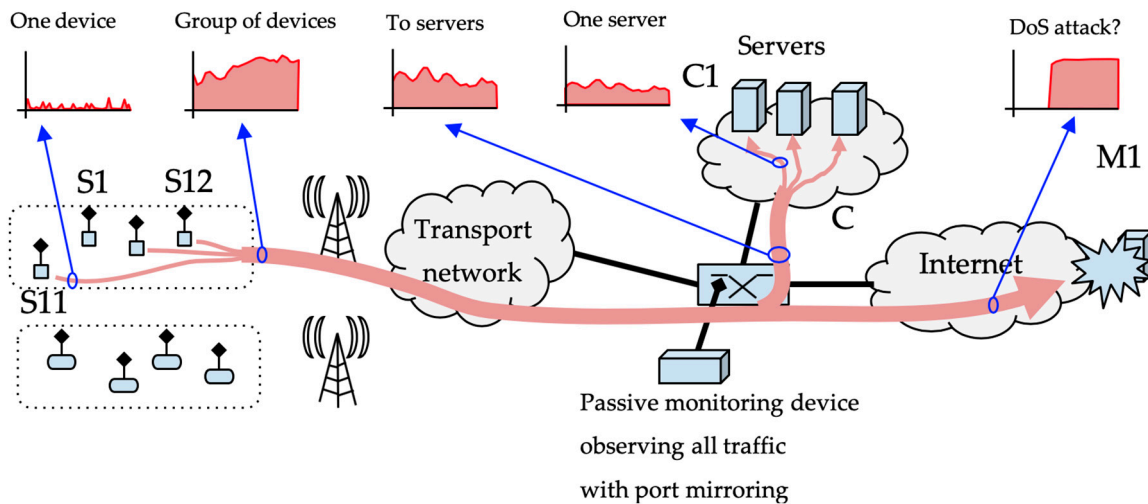 One device
Group of devices
To servers
One server
DoS attack?
Servers
C1
M1
S1
S12
C
Transport
network
Internet
S11
Passive monitoring device
observing all traffic
with port mirroring